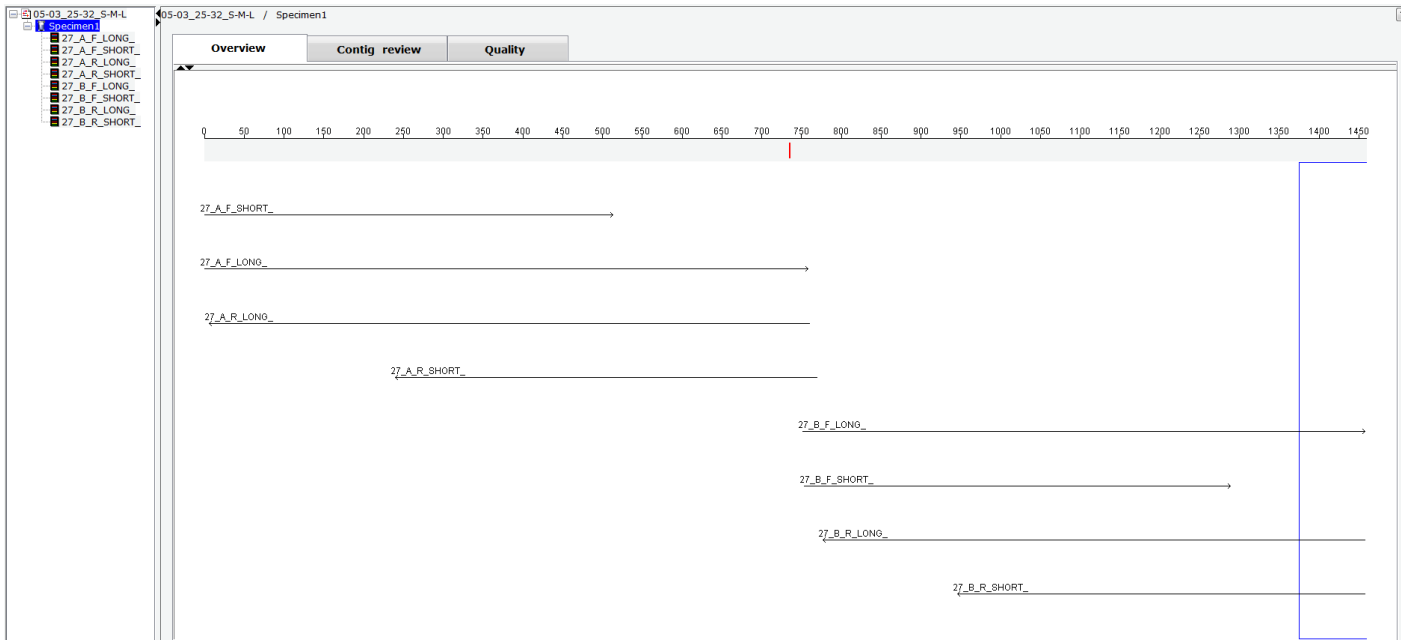 05-03_25-32_S-M-L
Specimen1
27_A_F_LONG_
27_A_F_SHORT_
27_A_R_LONG_
27_A_R_SHORT_
27_B_F_LONG_
27_B_F_SHORT_
27_B_R_LONG_
27_B_R_SHORT_
05-03_25-32_S-M-L / Specimen1
Overview Contig review Quality
0 50 100 150 200 250 300 350 400 450 500 550 600 650 700 750 800 850 900 950 1000 1050 1100 1150 1200 1250 1300 1350 1400 1450
27_A_F_SHORT_
27_A_F_LONG_
27_A_R_LONG_
27_A_R_SHORT_
27_B_F_LONG_
27_B_F_SHORT_
27_B_R_LONG_
27_B_R_SHORT_